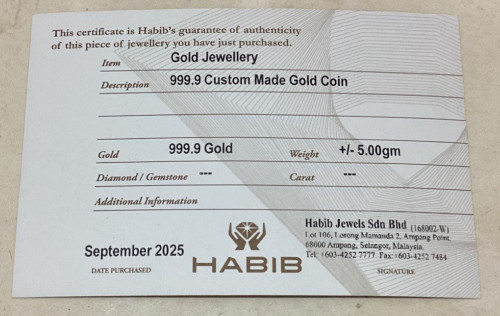 This certificate is Habib's guarantee of authenticity
of this piece of jewellery you have just purchased.
Item Gold Jewellery
Description 999.9 Custom Made Gold Coin
Gold 999.9 Gold Weight +/- 5.00gm
Diamond / Gemstone --- Carat ---
Additional Information
Habib Jewels Sdn Bhd (168002-W)
Lot 106, Lorong Mamanda 2, Ampang Point,
68000 Ampang, Selangor, Malaysia.
Tel: +603-4252 7777 Fax:+603-4252 7484
September 2025
DATE PURCHASED
HABIB
SIGNATURE